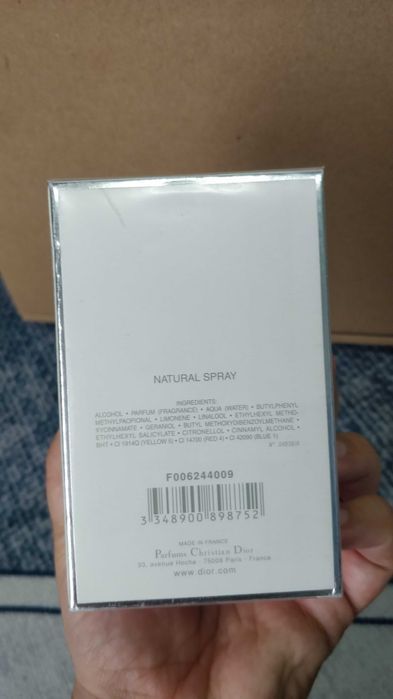 NATURAL SPRAY
INGREDIENTS:
ALCOHOL • PARFUM (FRAGRANCE) • AQUA (WATER) • BUTYLPHENYL
METHYLPROPIONAL • LIMONENE • LINALOOL • ETHYLHEXYL METHO-
XYCINNAMATE • GERANIOL • BUTYL METHOXYDIBENZOYLMETHANE •
ETHYLHEXYL SALICYLATE • CITRONELLOL • CINNAMYL ALCOHOL •
BHT • CI 19140 (YELLOW 5) • CI 14700 (RED 4) • CI 42090 (BLUE 1)
F006244009
3 348900 898752
MADE IN FRANCE
Parfums Christian Dior
33, avenue Hoche - 75008 Paris - France
www.dior.com